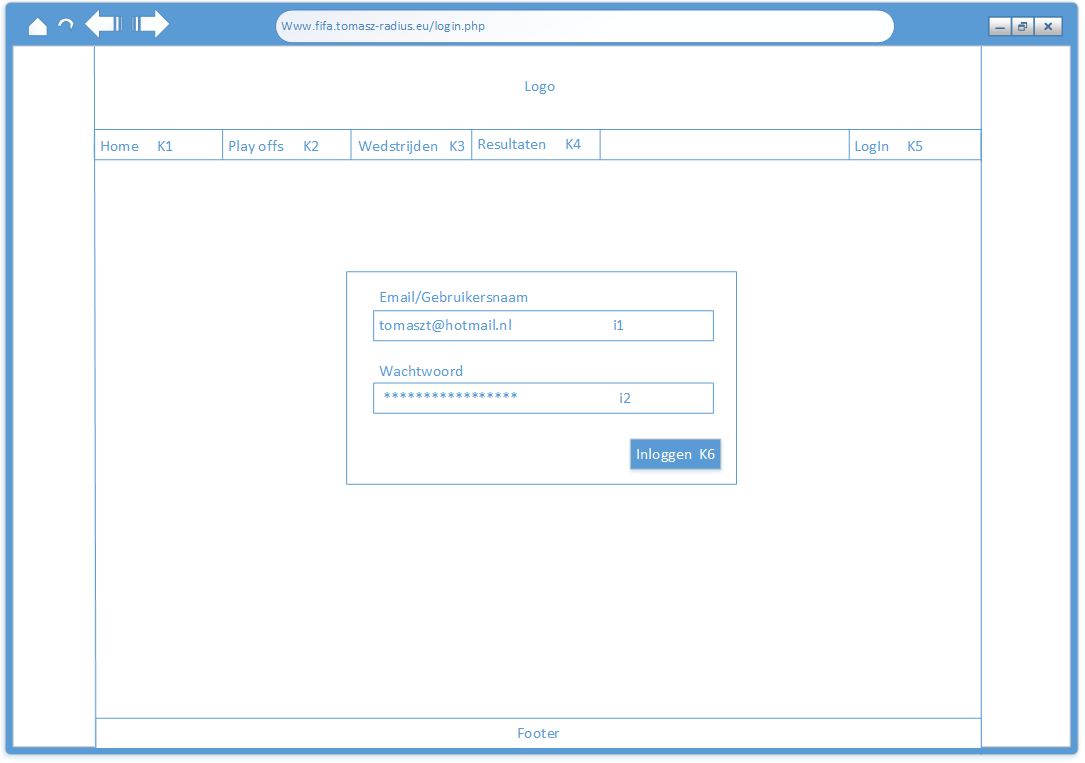 Www.fifa.tomasz-radius.eu/login.php
Logo
Home K1 Play offs K2 Wedstrijden K3 Resultaten K4 LogIn K5
Email/Gebruikersnaam
tomaszt@hotmail.nl i1
Wachtwoord
***************** i2
Inloggen K6
Footer